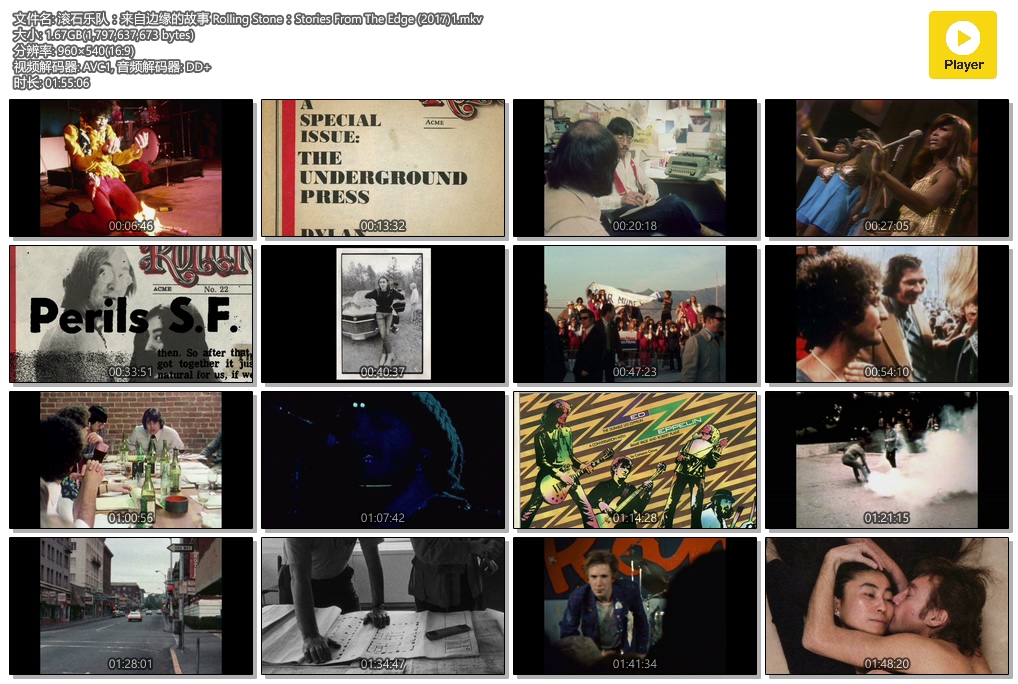 文件名: 滚石乐队：来自边缘的故事 Rolling Stone：Stories From The Edge (2017)1.mkv
大小: 1.67GB(1,797,637,673 bytes)
分辨率: 960×540(16:9)
视频解码器: AVC1, 音频解码器: DD+
时长: 01:55:06
Player
00:06:46
A
SPECIAL
ISSUE:
THE
UNDERGROUND
PRESS
DYLAN
ACME
00:13:32
00:20:18
00:27:05
ACME No. 22
Perils S.F.
then. So after that,
got together it jus
natural for us, if we
00:33:51
00:40:37
00:47:23
00:54:10
01:00:56
01:07:42
ZEPPELIN
01:14:28
01:21:15
01:28:01
01:34:47
01:41:34
01:48:20